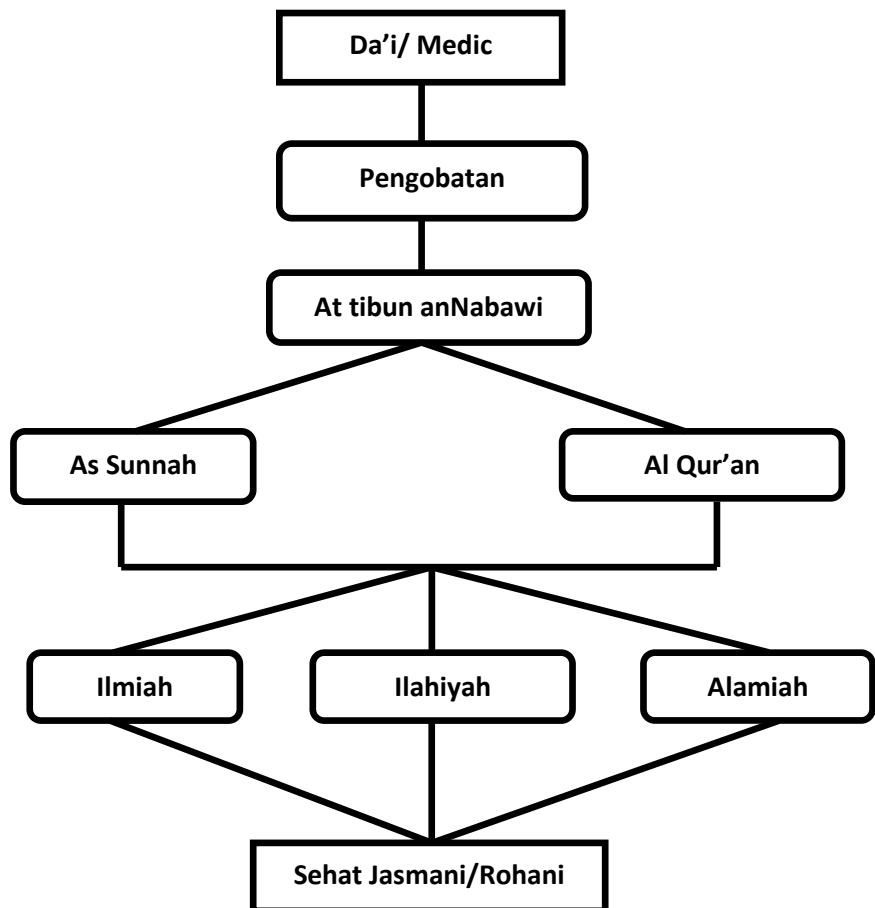 Da’i/ Medic
Pengobatan
At tibun anNabawi
As Sunnah
Al Qur’an
Ilmiah
Ilahiyah
Alamiah
Sehat Jasmani/Rohani